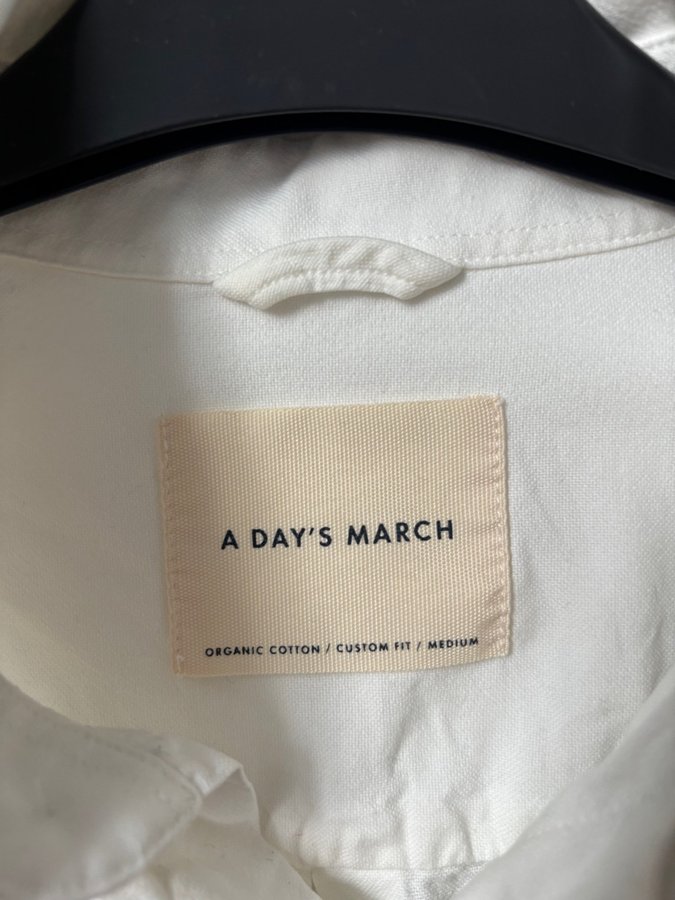 A DAY'S MARCH
ORGANIC COTTON / CUSTOM FIT / MEDIUM